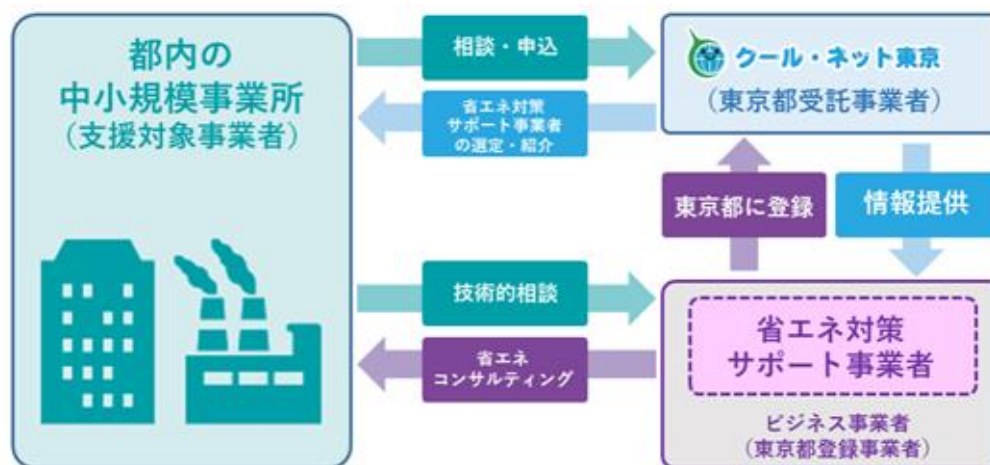 都内の
中小規模事業所
（支援対象事業者）
相談・申込
省エネ対策
サポート事業者
の選定・紹介
クール・ネット東京
（東京都受託事業者）
東京都に登録
情報提供
技術的相談
省エネ
コンサルティング
省エネ対策
サポート事業者
ビジネス事業者
（東京都登録事業者）